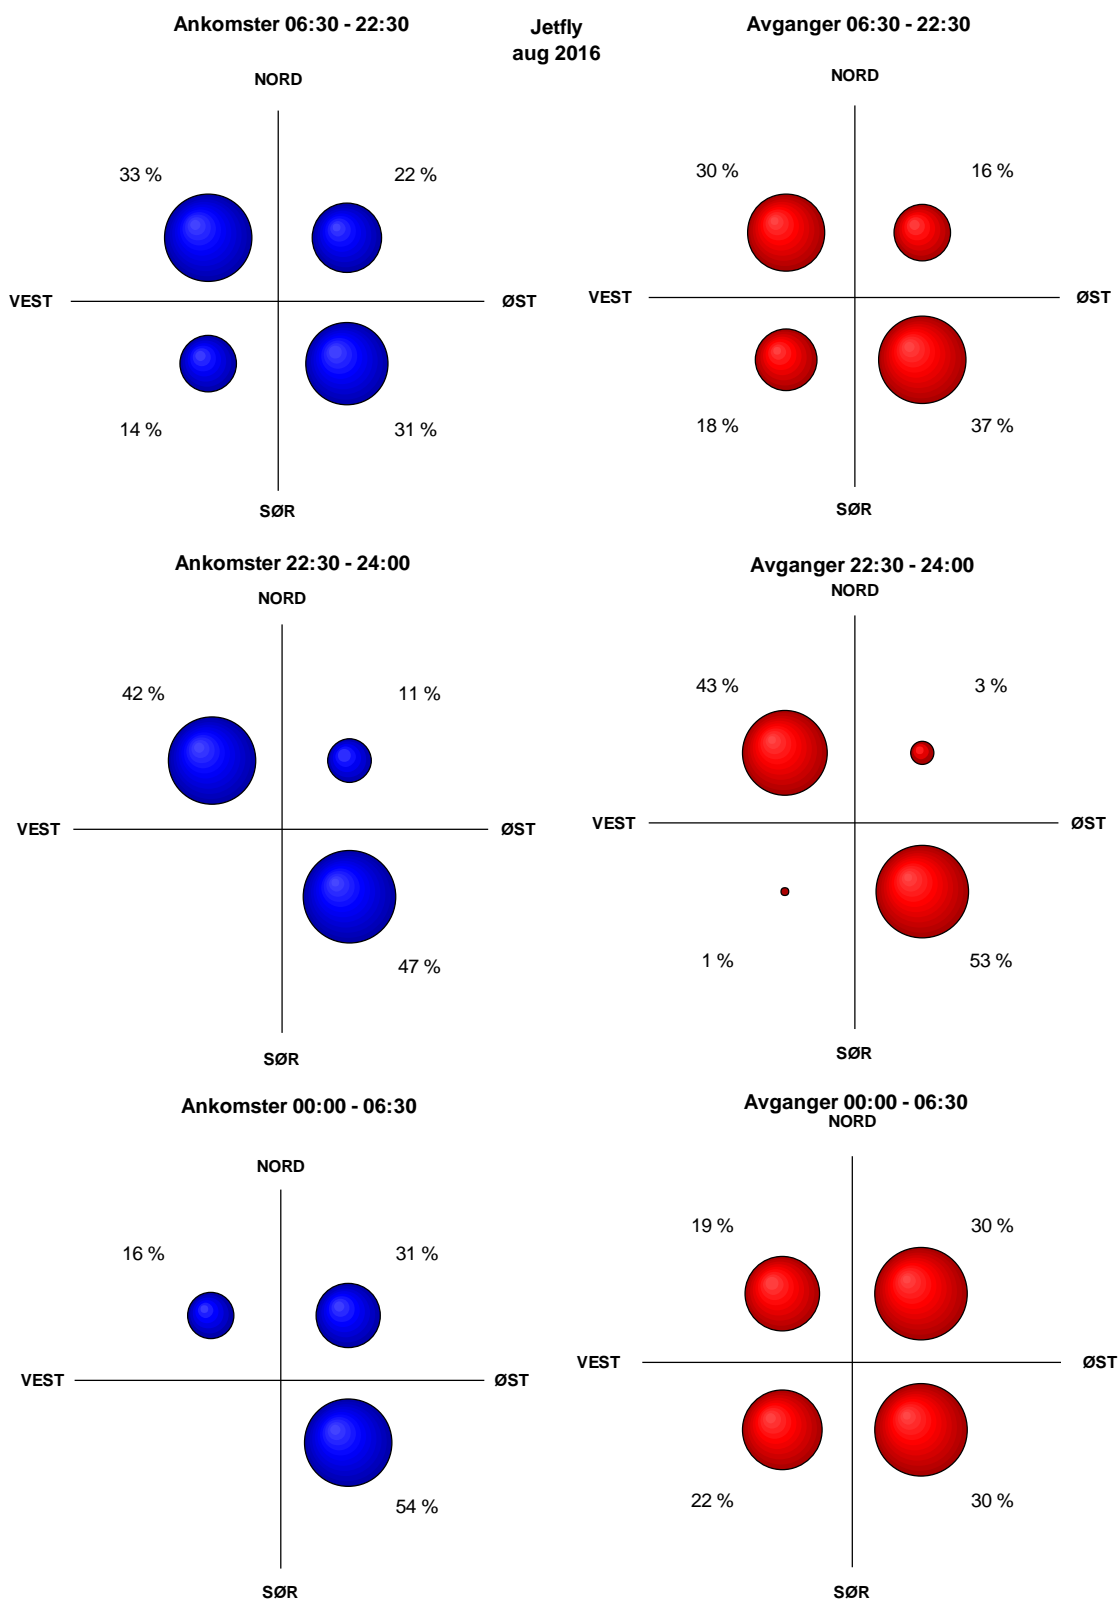 Ankomster 06:30 - 22:30
Jetfly
aug 2016
Avganger 06:30 - 22:30
NORD
33 %
22 %
VEST
ØST
14 %
31 %
SØR
NORD
30 %
16 %
VEST
ØST
18 %
37 %
SØR
Ankomster 22:30 - 24:00
NORD
42 %
11 %
VEST
ØST
47 %
SØR
Avganger 22:30 - 24:00
NORD
43 %
3 %
VEST
ØST
1 %
53 %
SØR
Ankomster 00:00 - 06:30
NORD
16 %
31 %
VEST
ØST
54 %
SØR
Avganger 00:00 - 06:30
NORD
19 %
30 %
VEST
ØST
22 %
30 %
SØR